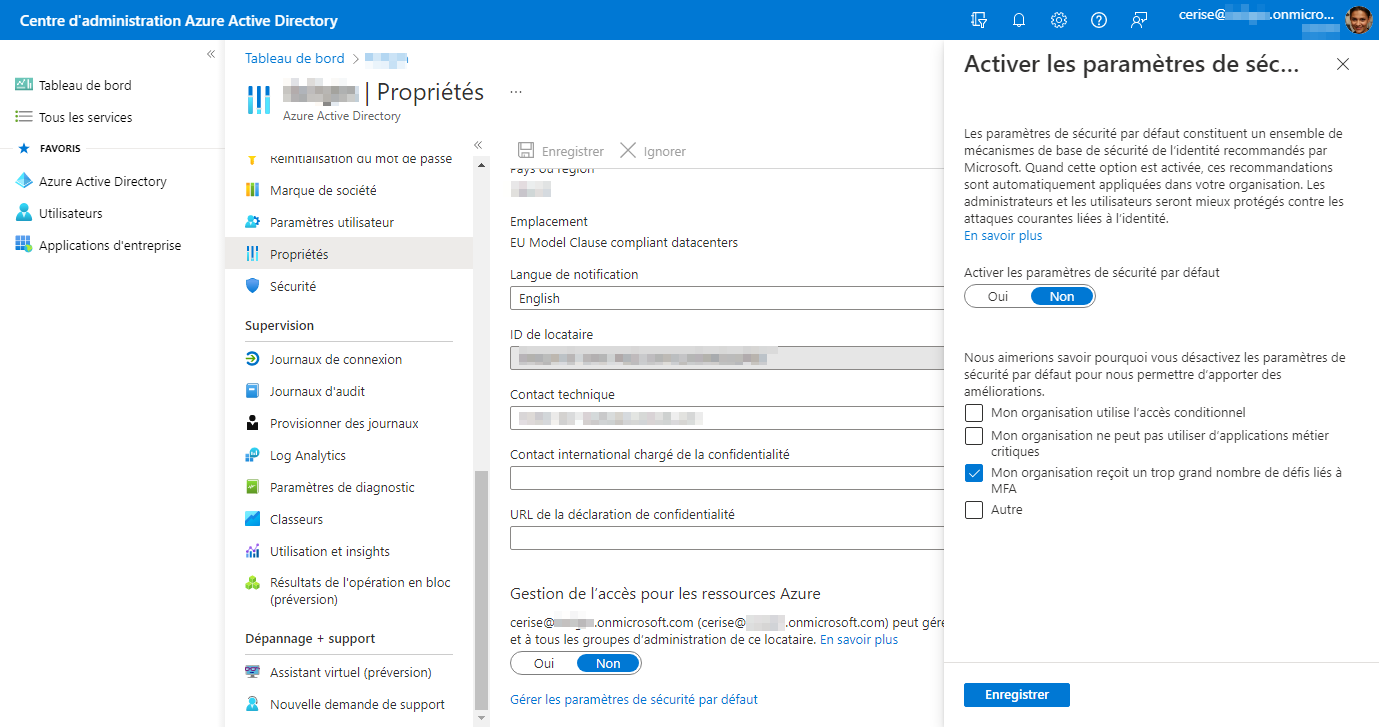 Centre d'administration Azure Active Directory
cerise@ .onmicro...
Tableau de bord
Tous les services
FAVORIS
Azure Active Directory
Utilisateurs
Applications d'entreprise
Tableau de bord >
| Propriétés ...
Azure Active Directory
Réinitialisation du mot de passe
Marque de société
Paramètres utilisateur
Propriétés
Sécurité
Supervision
Journaux de connexion
Journaux d'audit
Provisionner des journaux
Log Analytics
Paramètres de diagnostic
Classeurs
Utilisation et insights
Résultats de l'opération en bloc
(préversion)
Dépannage + support
Assistant virtuel (préversion)
Nouvelle demande de support
Enregistrer Ignorer
Pays ou région
Emplacement
EU Model Clause compliant datacenters
Langue de notification
English
ID de locataire
Contact technique
Contact international chargé de la confidentialité
URL de la déclaration de confidentialité
Gestion de l’accès pour les ressources Azure
cerise@ .onmicrosoft.com (cerise@ .onmicrosoft.com) peut gére
et à tous les groupes d’administration de ce locataire. En savoir plus
Oui Non
Gérer les paramètres de sécurité par défaut
Activer les paramètres de séc...
Les paramètres de sécurité par défaut constituent un ensemble de
mécanismes de base de sécurité de l’identité recommandés par
Microsoft. Quand cette option est activée, ces recommandations
sont automatiquement appliquées dans votre organisation. Les
administrateurs et les utilisateurs seront mieux protégés contre les
attaques courantes liées à l’identité.
En savoir plus
Activer les paramètres de sécurité par défaut
Oui Non
Nous aimerions savoir pourquoi vous désactivez les paramètres de
sécurité par défaut pour nous permettre d’apporter des
améliorations.
Mon organisation utilise l’accès conditionnel
Mon organisation ne peut pas utiliser d’applications métier
critiques
Mon organisation reçoit un trop grand nombre de défis liés à
MFA
Autre
Enregistrer